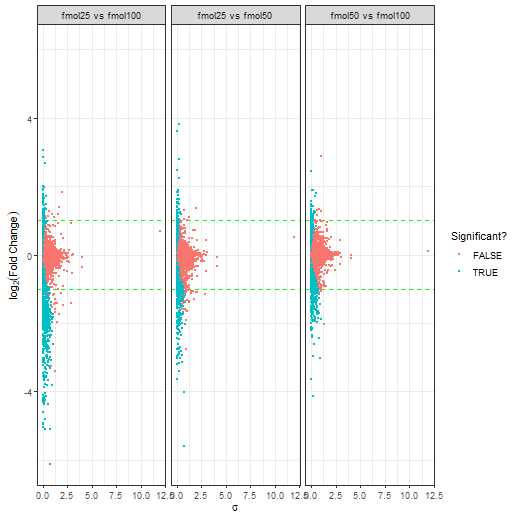 fmol25 vs fmol100
fmol25 vs fmol50
fmol50 vs fmol100
4
0
-4
log2(Fold Change)
0.0 2.5 5.0 7.5 10.0 12.5
0.0 2.5 5.0 7.5 10.0 12.5
0.0 2.5 5.0 7.5 10.0 12.5
σ
Significant?
FALSE
TRUE